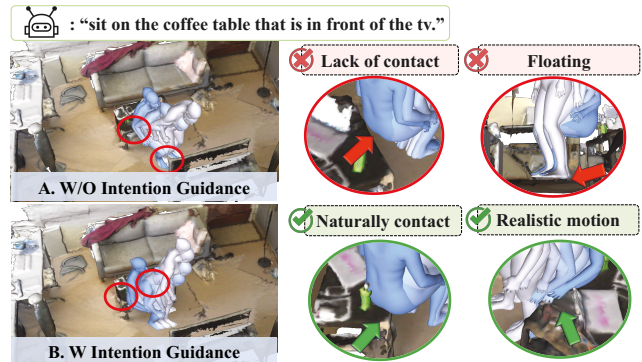 : “sit on the coffee table that is in front of the tv.”
Lack of contact
Floating
A. W/O Intention Guidance
Naturally contact
Realistic motion
B. W Intention Guidance